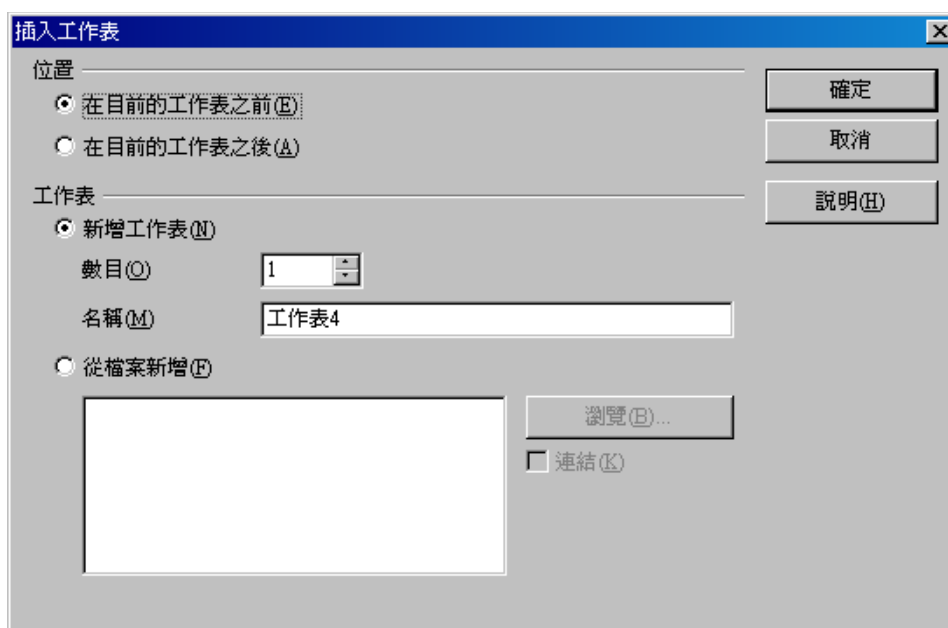 插入工作表
位置
在目前的工作表之前(E)
確定
在目前的工作表之後(A)
取消
工作表
說明(H)
新增工作表(N)
數目(O)
1
名稱(M)
工作表4
從檔案新增(F)
瀏覽(B)...
連結(K)